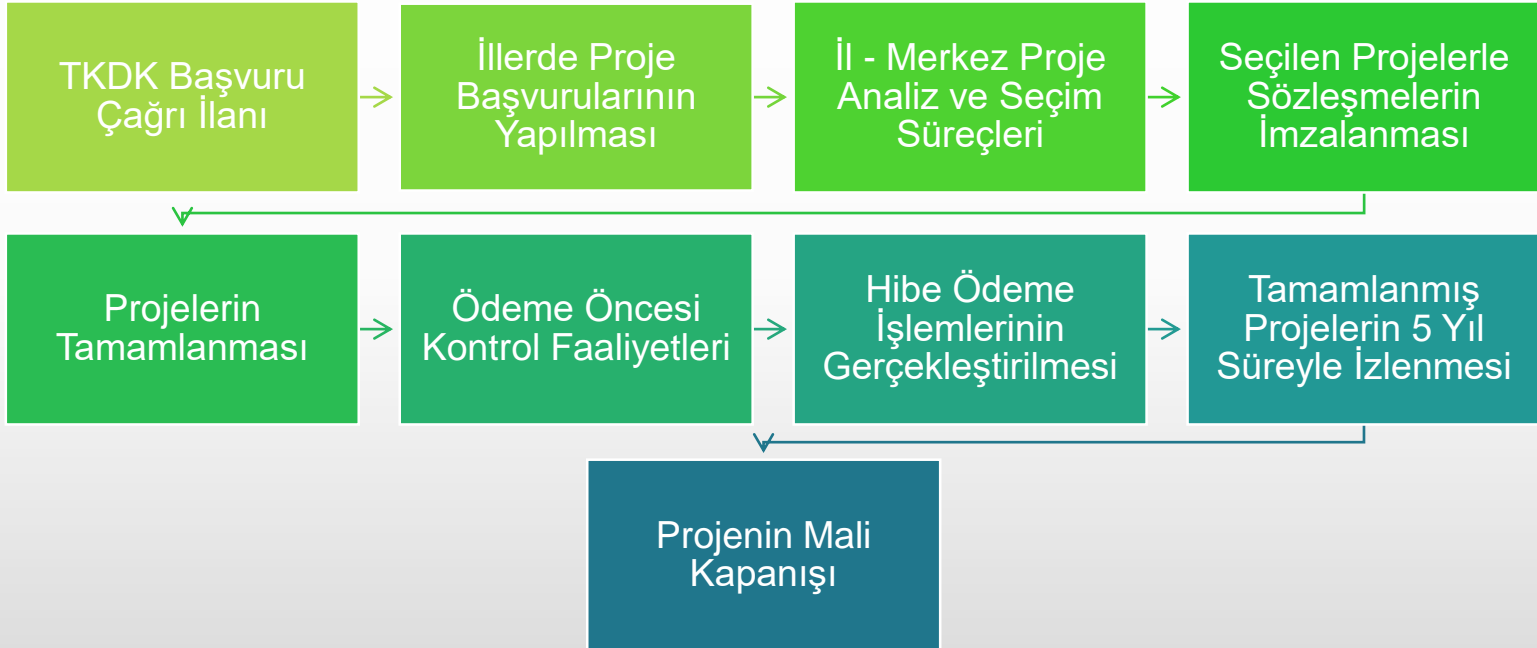 TKDK Başvuru
Çağrı İlanı
İllerde Proje
Başvurularının
Yapılması
İl - Merkez Proje
Analiz ve Seçim
Süreçleri
Seçilen Projelerle
Sözleşmelerin
İmzalanması
Projelerin
Tamamlanması
Ödeme Öncesi
Kontrol Faaliyetleri
Hibe Ödeme
İşlemlerinin
Gerçekleştirilmesi
Tamamlanmış
Projelerin 5 Yıl
Süreyle İzlenmesi
Projenin Mali
Kapanışı